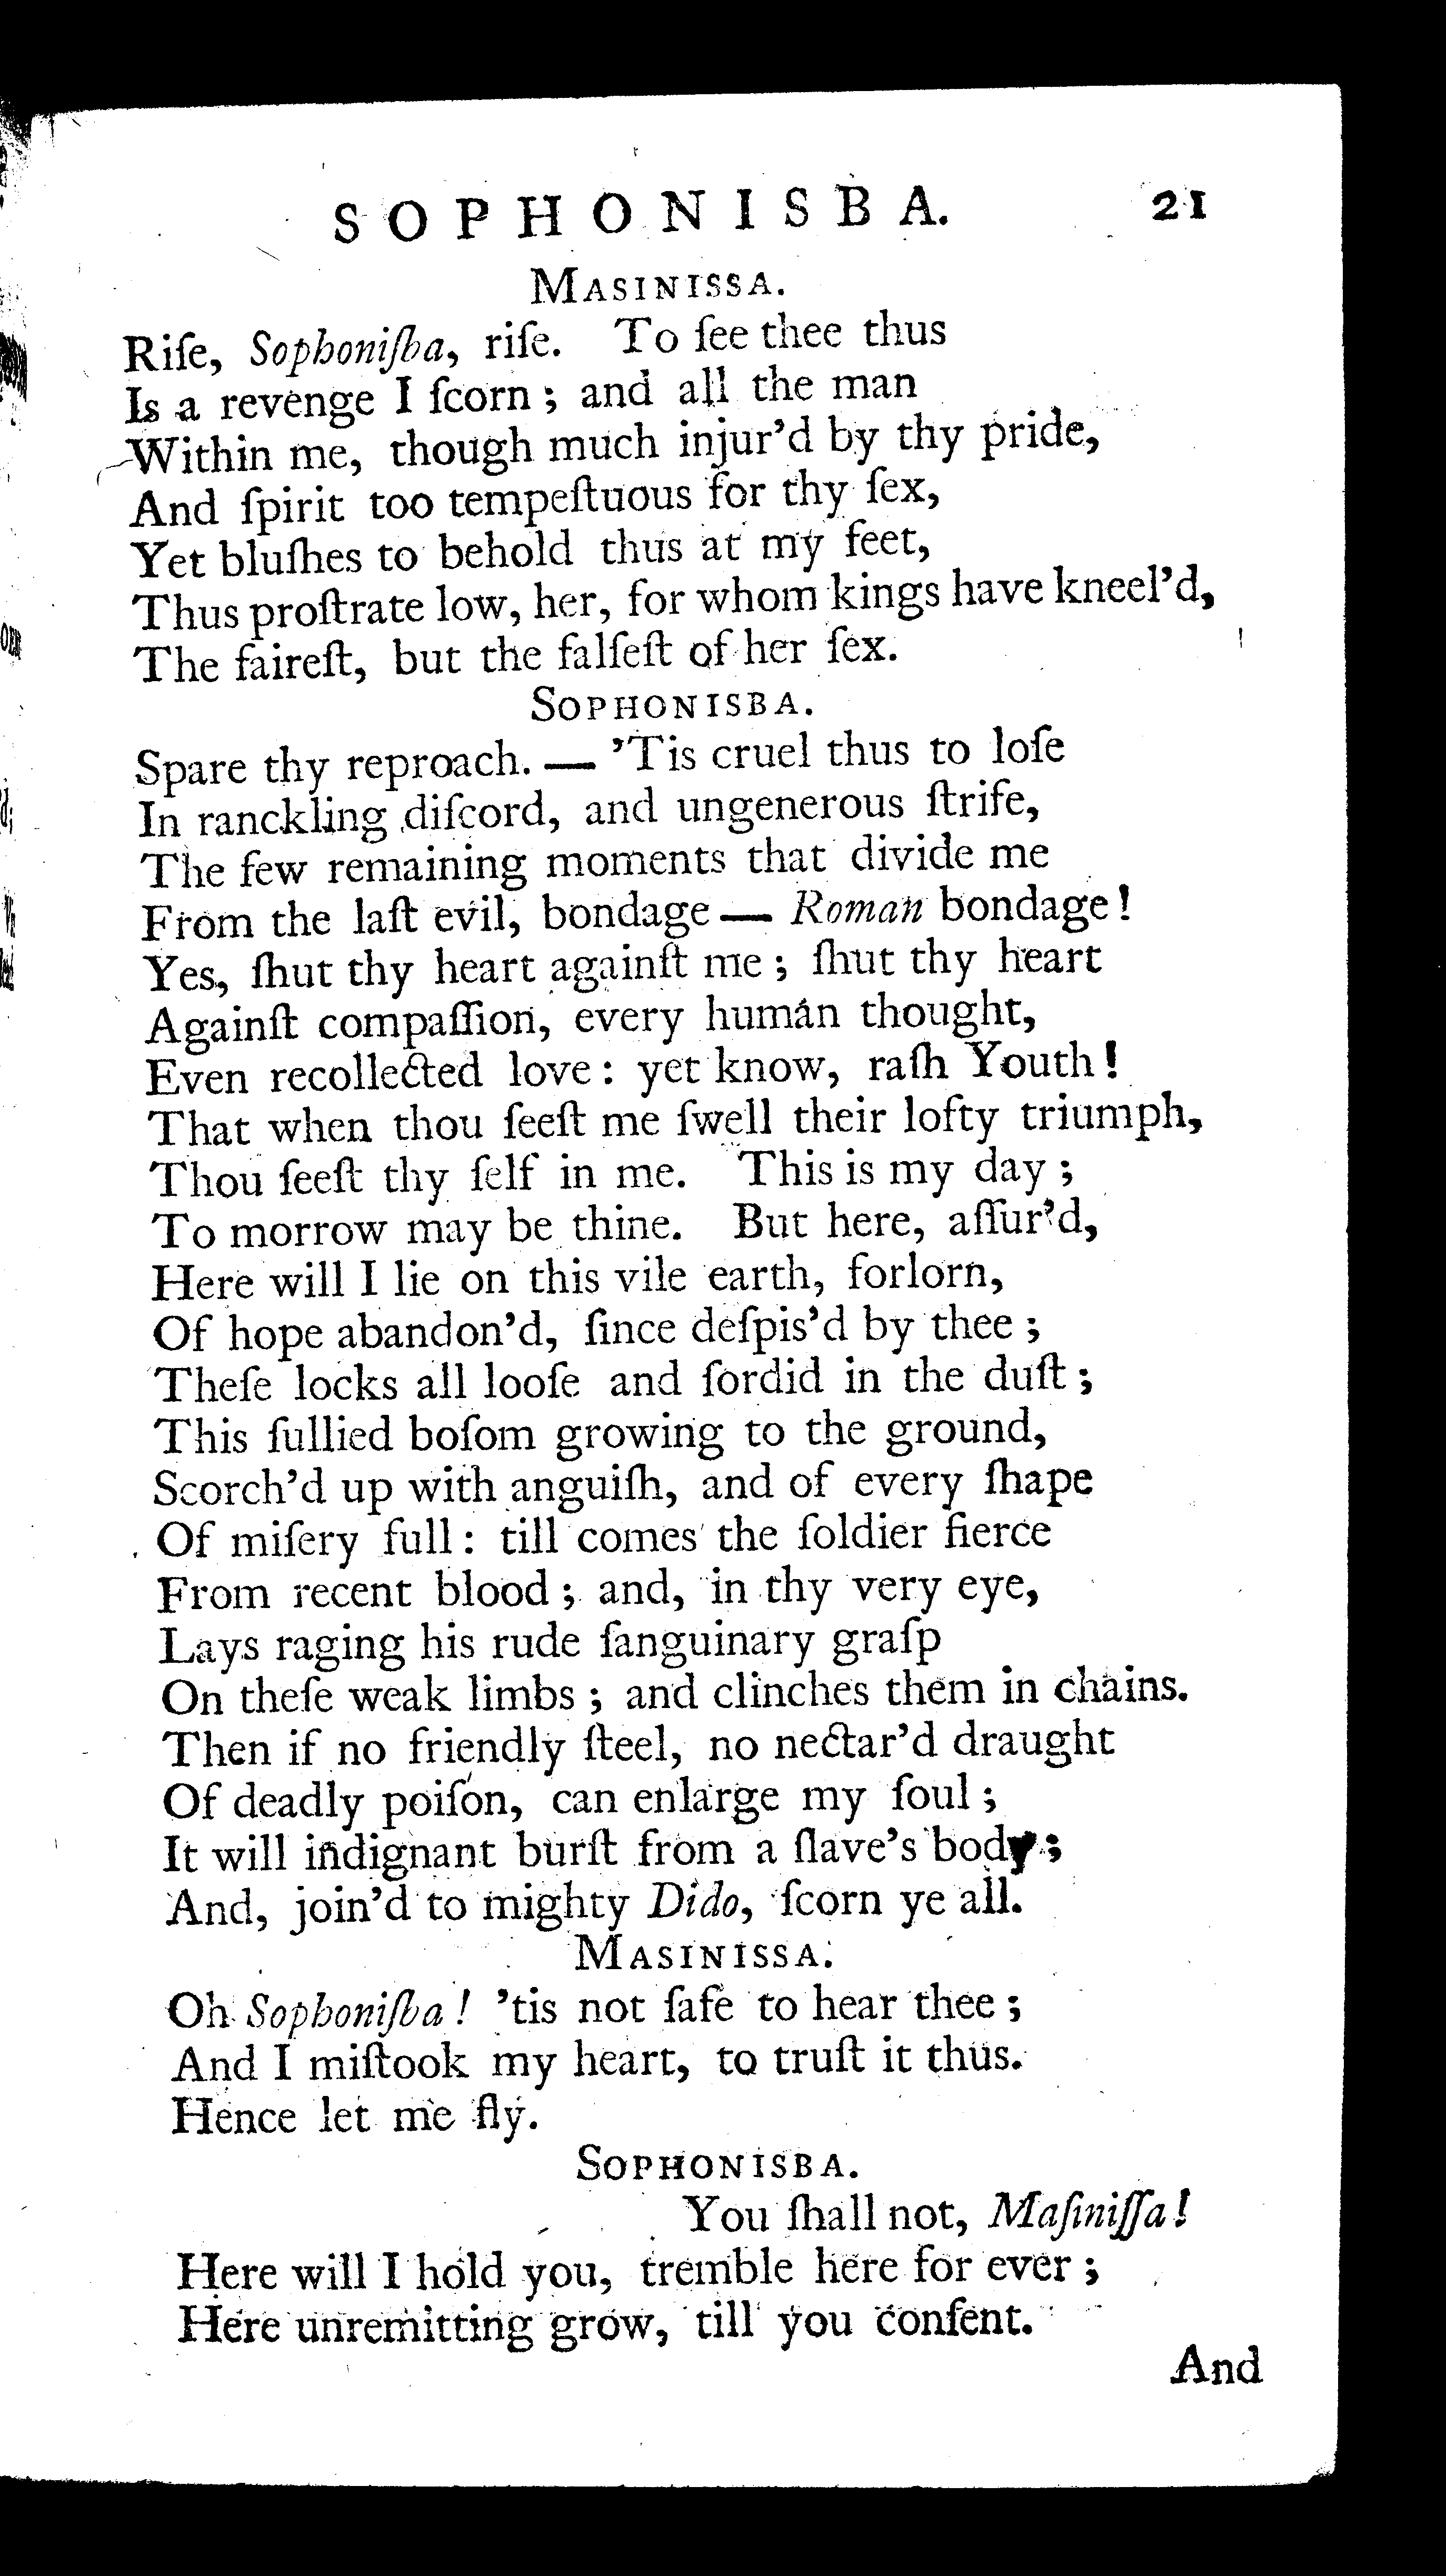 SOPHONISBA. 21
MASINISSA.
Riſe, Sophoniſba, riſe. To ſee thee thus
Is a revenge I ſcorn; and all the man
Within me, though much injur'd by thy pride,
And ſpirit too tempeſtuous for thy ſex,
Yet bluſhes to behold thus at my feet,
Thus proſtrate low, her, for whom kings have kneel'd,
The faireſt, but the falſeſt of her ſex.
SOPHONISBA.
Spare thy reproach. — 'Tis cruel thus to loſe
In ranckling diſcord, and ungenerous ſtrife,
The few remaining moments that divide me
From the laſt evil, bondage — Roman bondage!
Yes, ſhut thy heart againſt me; ſhut thy heart
Againſt compaſſion, every human thought,
Even recollected love: yet know, raſh Youth!
That when thou ſeeſt me ſwell their lofty triumph,
Thou ſeeſt thy ſelf in me. This is my day;
To morrow may be thine. But here, aſſur'd,
Here will I lie on this vile earth, forlorn,
Of hope abandon'd, ſince deſpis'd by thee;
Theſe locks all looſe and ſordid in the duſt;
This ſullied boſom growing to the ground,
Scorch'd up with anguiſh, and of every ſhape
Of miſery full: till comes the ſoldier fierce
From recent blood; and, in thy very eye,
Lays raging his rude ſanguinary graſp
On theſe weak limbs; and clinches them in chains.
Then if no friendly ſteel, no nectar'd draught
Of deadly poiſon, can enlarge my ſoul;
It will indignant burſt from a ſlave's body;
And, join'd to mighty Dido, ſcorn ye all.
MASINISSA.
Oh Sophoniſba! 'tis not ſafe to hear thee;
And I miſtook my heart, to truſt it thus.
Hence let me fly.
SOPHONISBA.
You ſhall not, Maſiniſſa!
Here will I hold you, tremble here for ever;
Here unremitting grow, till you conſent.
And